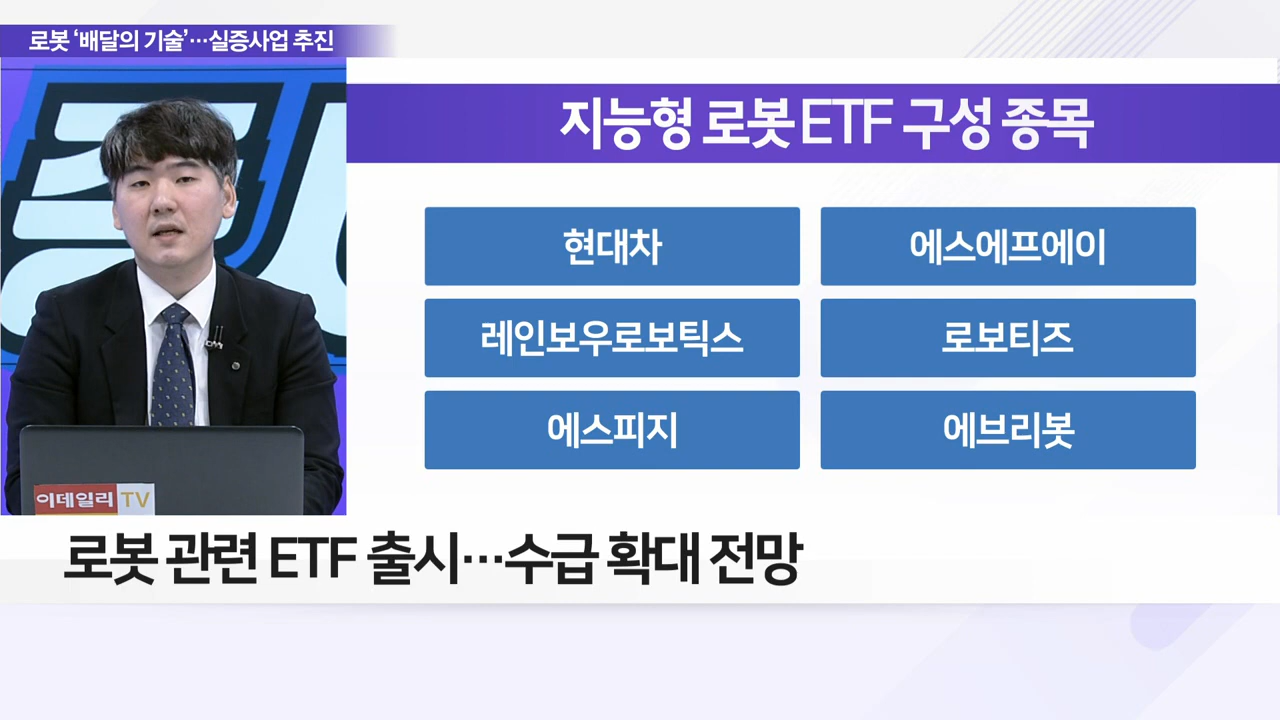 로봇 ‘배달의 기술’…실증사업 추진
지능형 로봇 ETF 구성 종목
현대차
에스에프에이
레인보우로보틱스
로보티즈
에스피지
에브리봇
이데일리 TV
로봇 관련 ETF 출시…수급 확대 전망